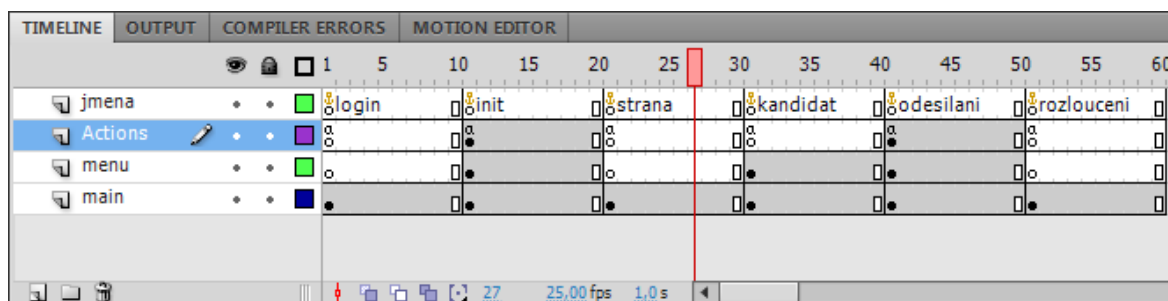 TIMELINE OUTPUT COMPILER ERRORS MOTION EDITOR
1 5 10 15 20 25 30 35 40 45 50 55 60
jmena login init strana kandidat odesilani rozlouceni
Actions a a a a a a
menu
main
27 25,00 fps 1,0 s